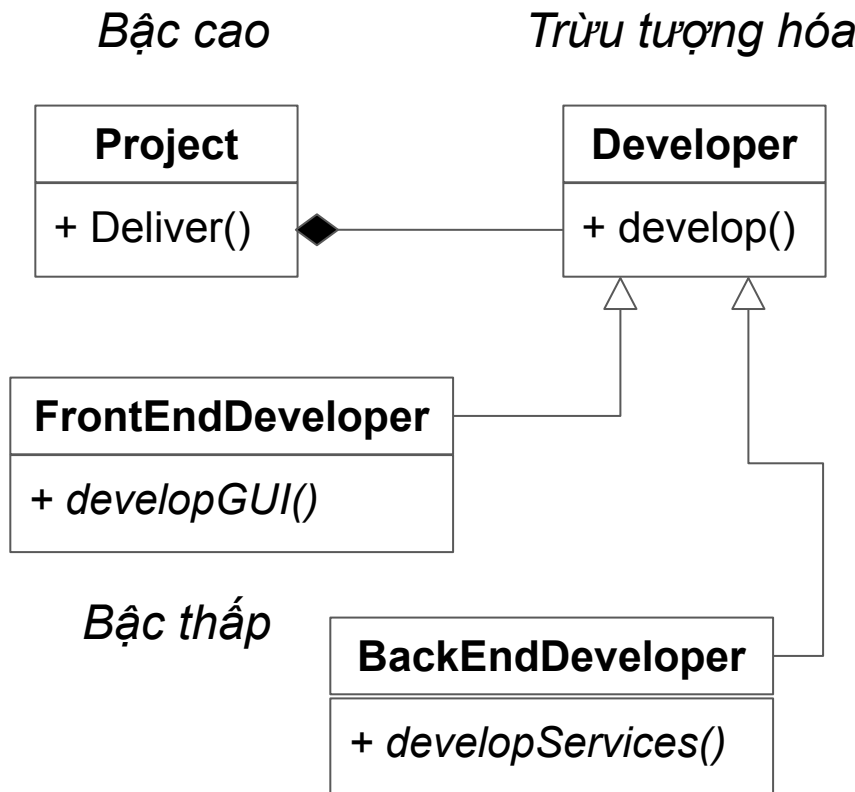 Bậc cao
Trừu tượng hóa
Project
Developer
+ Deliver()
+ develop()
FrontEndDeveloper
+ developGUI()
Bậc thấp
BackEndDeveloper
+ developServices()